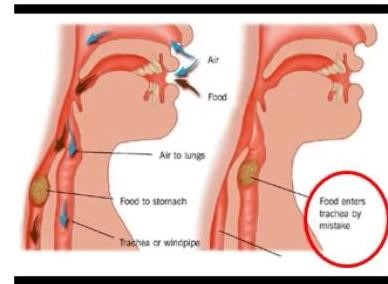 Air
Food
Air to lungs
Food to stomach
Trachea or windpipe
Food enters
trachea by
mistake